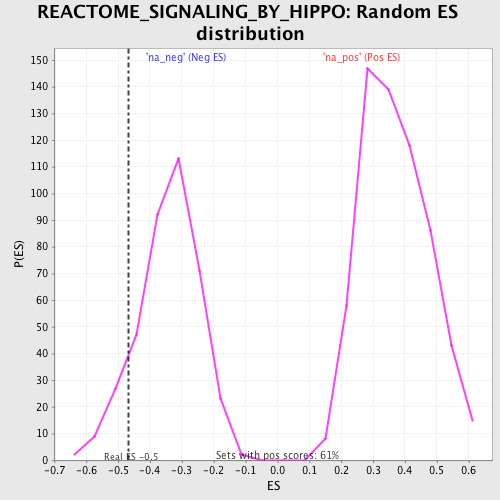 REACTOME_SIGNALING_BY_HIPPO: Random ES
distribution
'na_neg' (Neg ES)
'na_pos' (Pos ES)
150
140
130
120
110
100
90
80
70
60
50
40
30
20
10
0
P(ES)
Real ES -0.5
Sets with pos scores: 61%
-0.7 -0.6 -0.5 -0.4 -0.3 -0.2 -0.1 0.0 0.1 0.2 0.3 0.4 0.5 0.6
ES